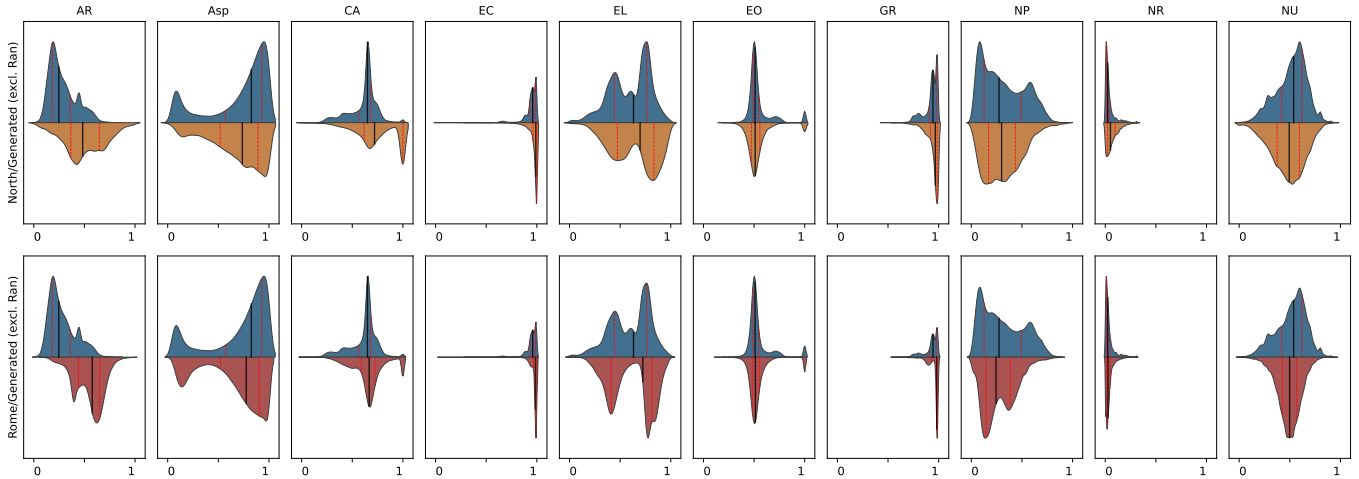 AR Asp CA EC EL EO GR NP NR NU
North/Generated (excl. Ran)
0 1 0 1 0 1 0 1 0 1 0 1 0 1 0 1 0 1 0 1
Rome/Generated (excl. Ran)
0 1 0 1 0 1 0 1 0 1 0 1 0 1 0 1 0 1 0 1